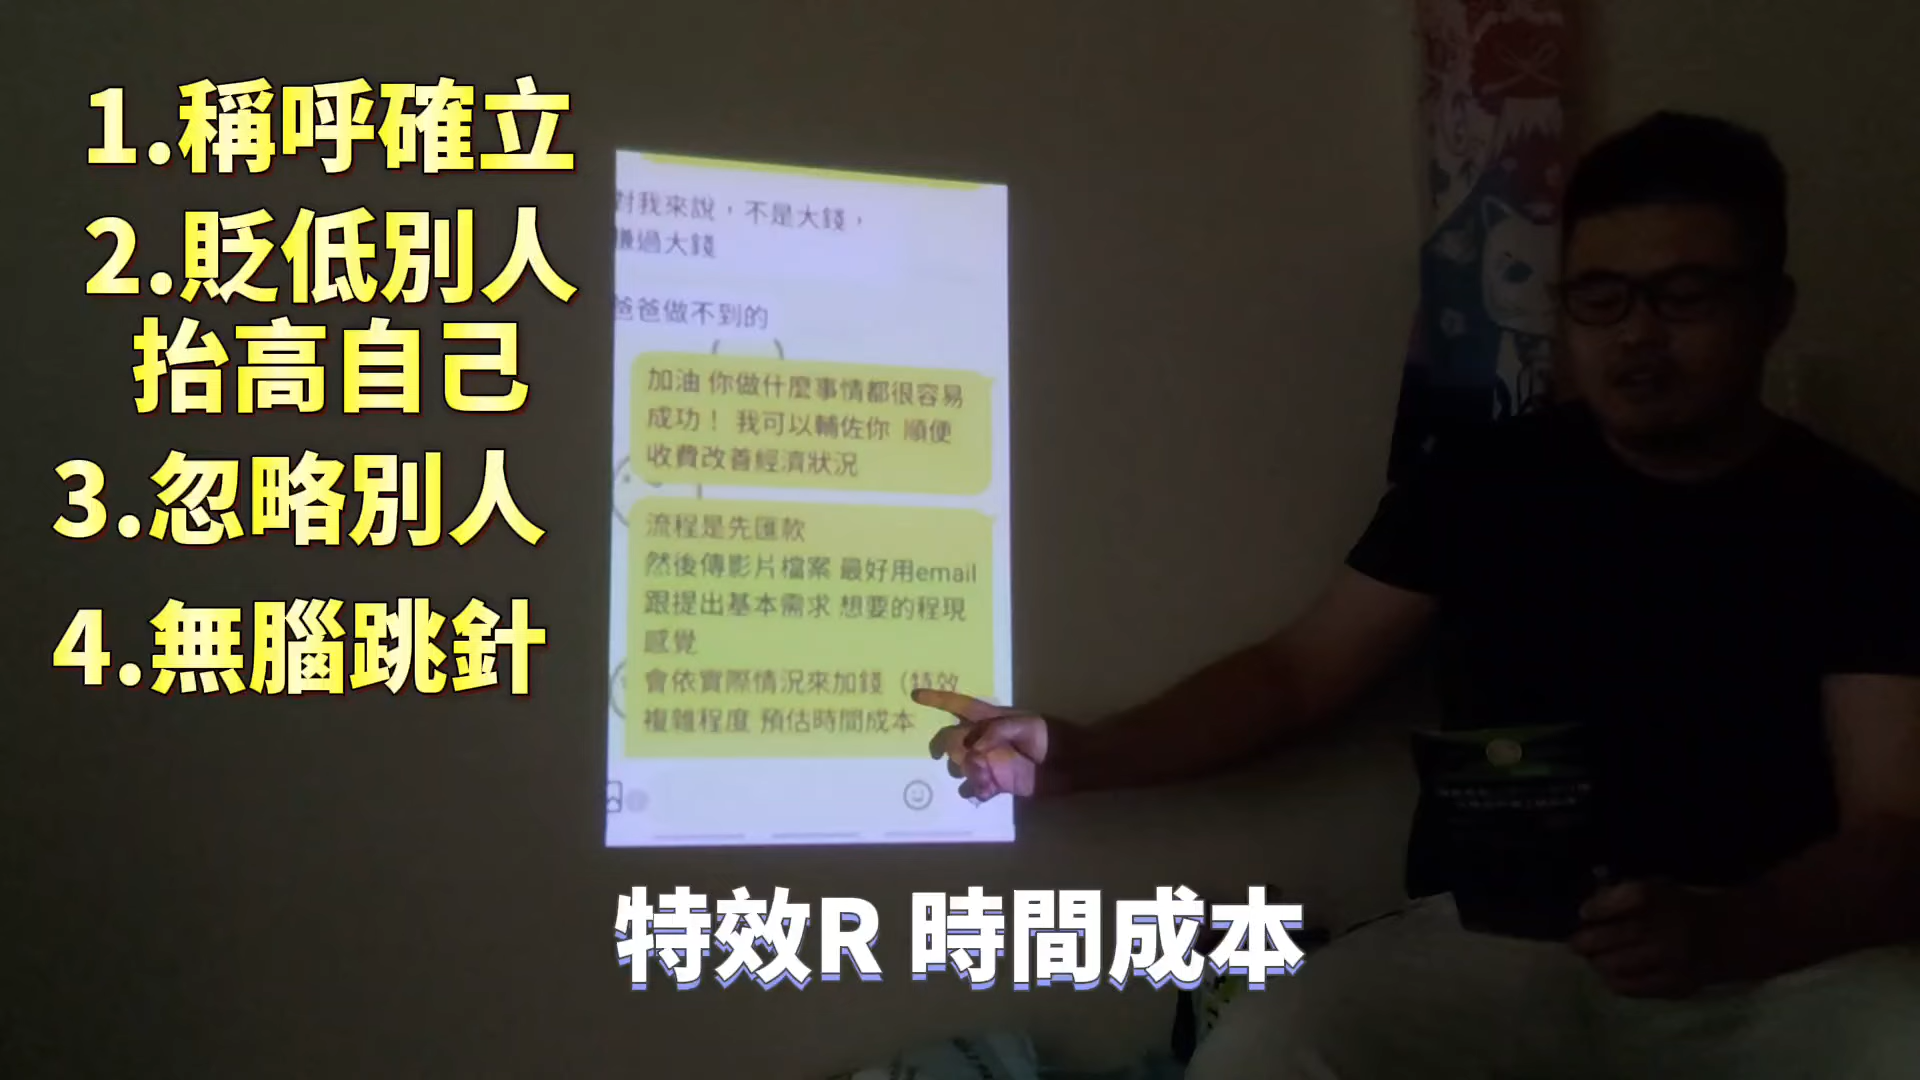 1.稱呼確立
2.貶低別人
抬高自己
3.忽略別人
4.無腦跳針
對我來說，不是大錢，
賺過大錢
爸爸做不到的
加油 你做什麼事情都很容易
成功！ 我可以輔佐你 順便
收費改善經濟狀況
流程是先匯款
然後傳影片檔案 最好用email
跟提出基本需求 想要的程現
感覺
會依實際情況來加錢（特效
複雜程度 預估時間成本
特效R 時間成本